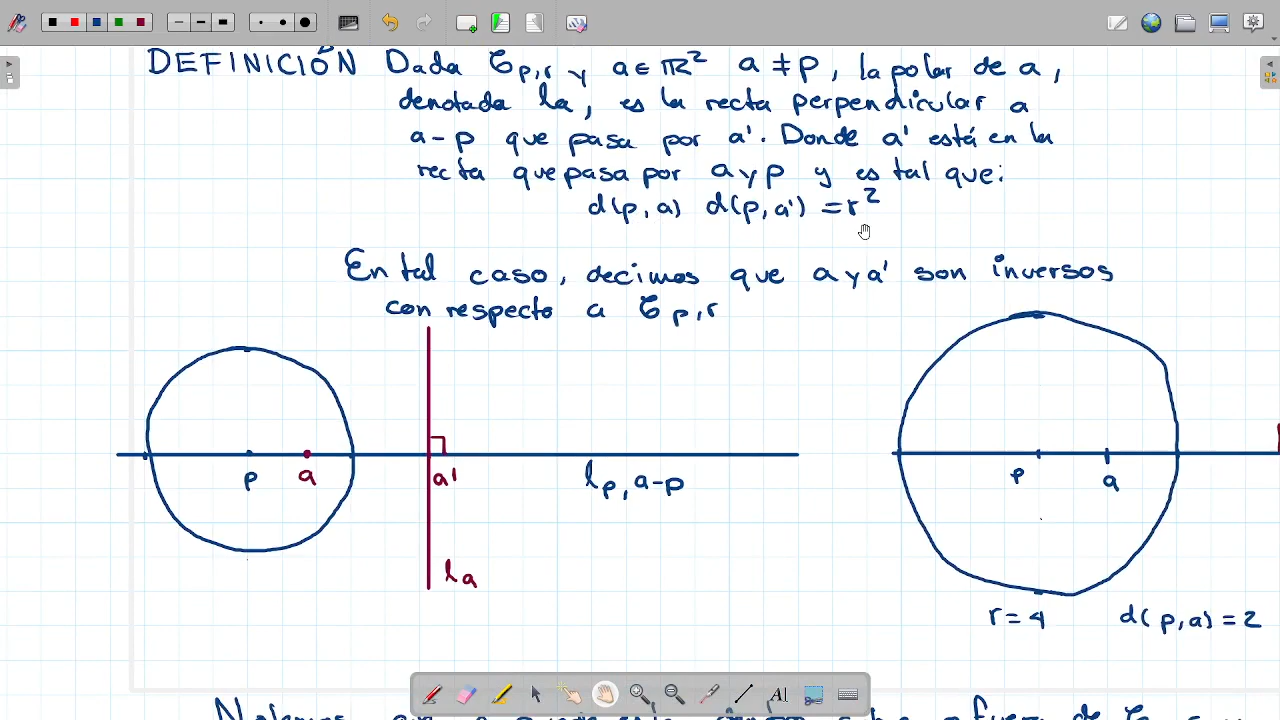 DEFINICIÓN Dada 𝒞p,r y a ∈ ℝ² a ≠ p, la polar de a,
denotada la, es la recta perpendicular a
a-p que pasa por a'. Donde a' está en la
recta que pasa por a y p y es tal que:
d(p,a) d(p,a') = r²
En tal caso, decimos que a y a' son inversos
con respecto a 𝒞p,r
p a a' lp,a-p
la
p a
r = 4 d(p,a) = 2
AI